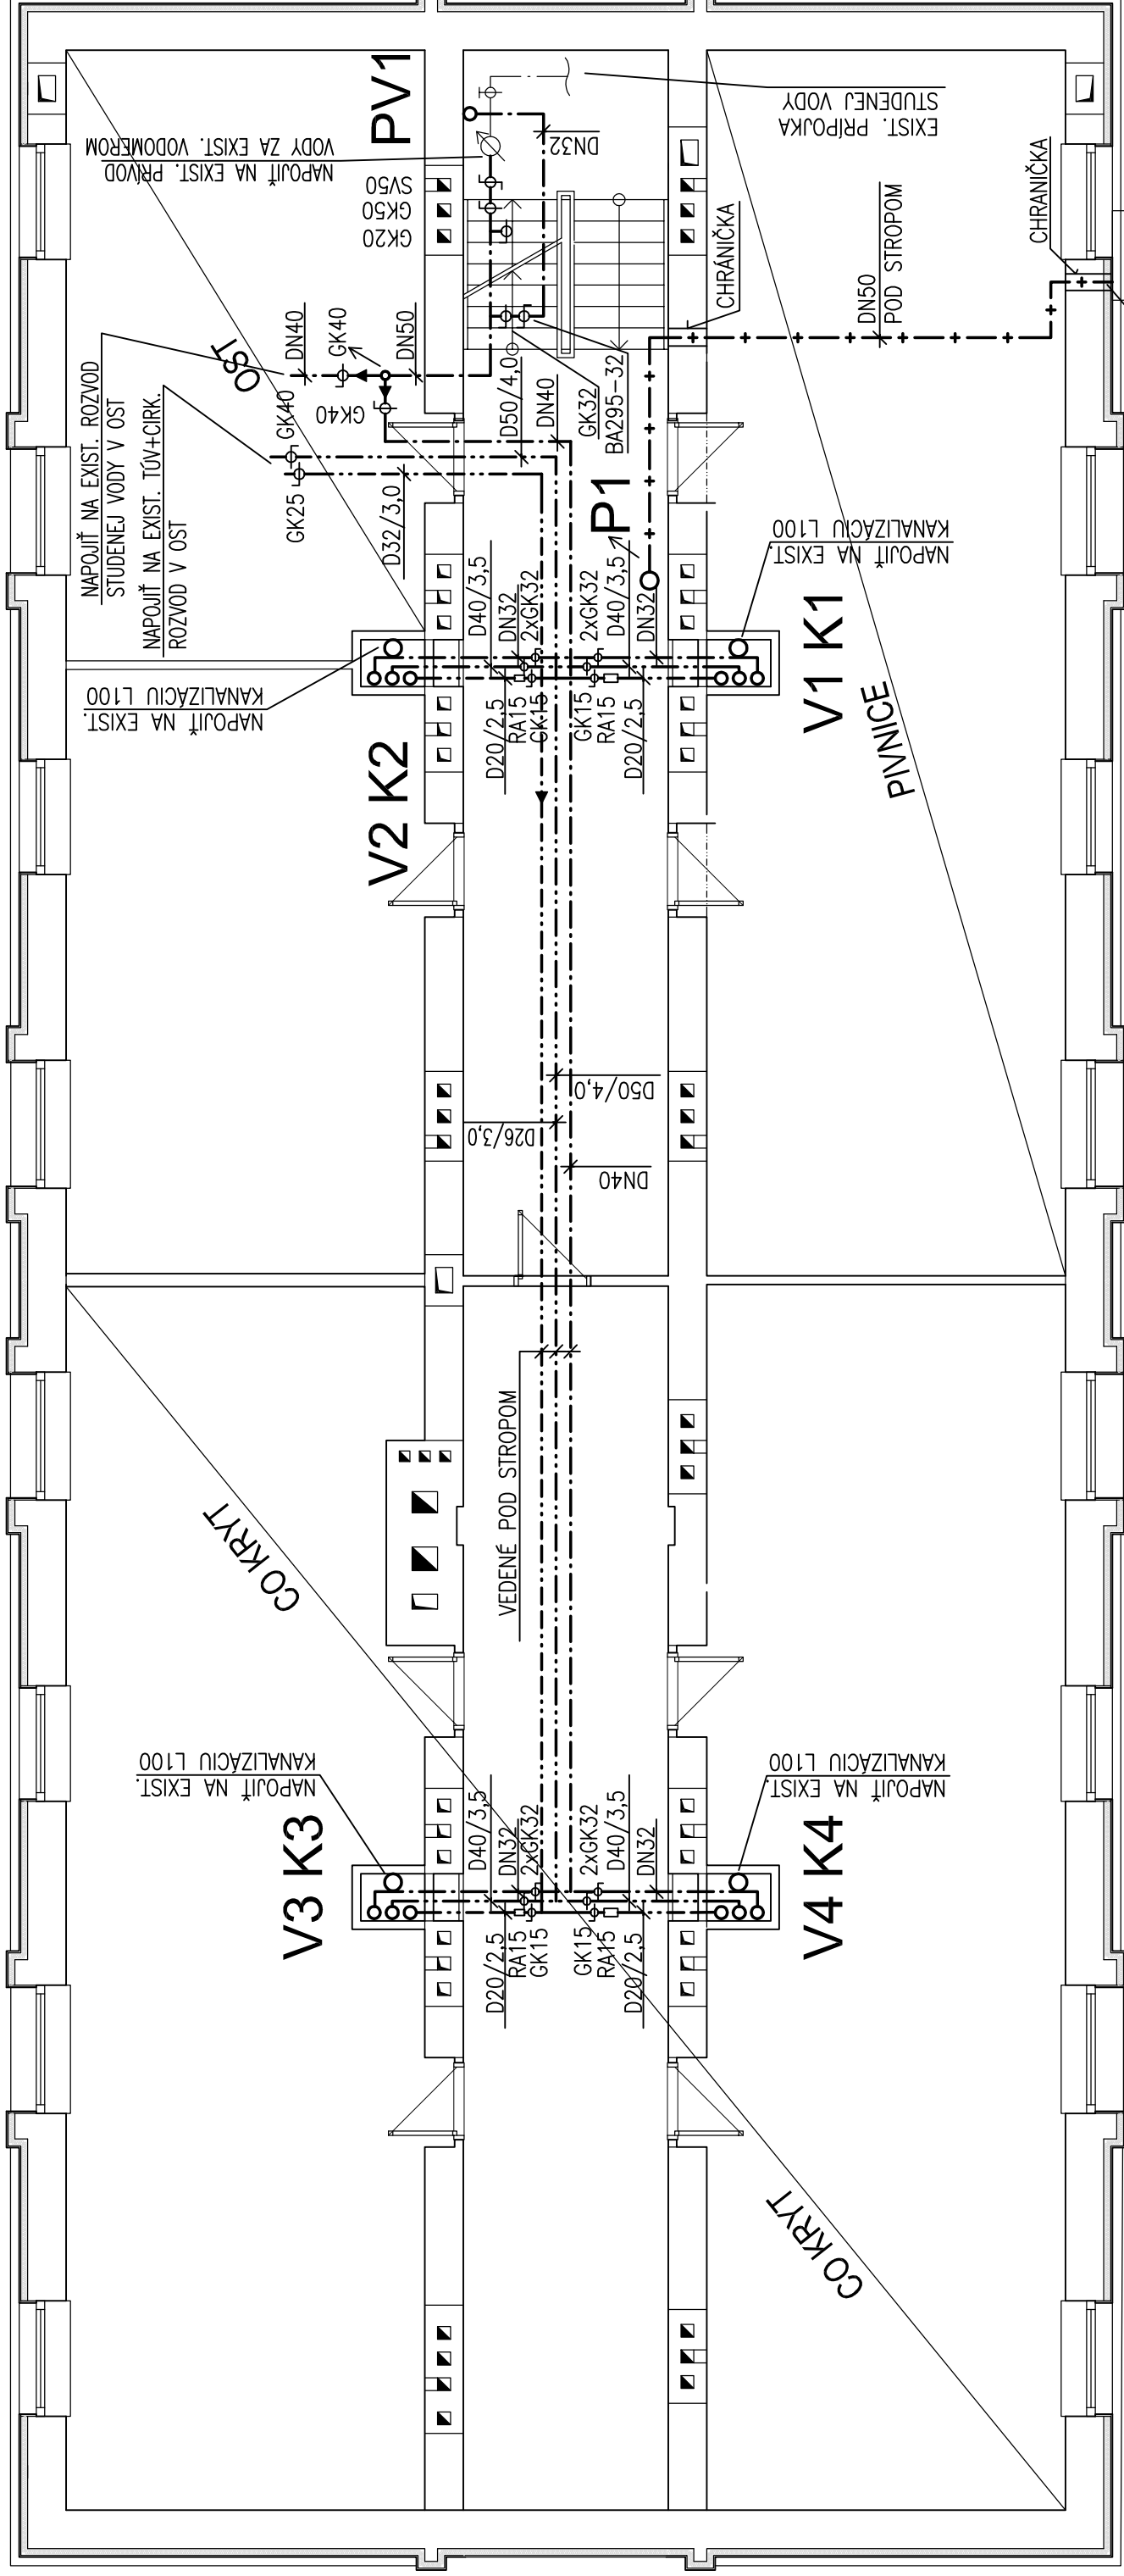 NAPOJIŤ NA EXIST. PRÍVOD
VODY ZA EXIST. VODOMEROM
PV1
SV50
GK50
GK20
DN32
EXIST. PRÍPOJKA
STUDENEJ VODY
CHRÁNIČKA
CHRANIČKA
DN50
POD STROPOM
NAPOJIŤ NA EXIST. ROZVOD
STUDENEJ VODY V OST
NAPOJIŤ NA EXIST. TÚV+CIRK.
ROZVOD V OST
OST
DN40
GK40
DN50
GK40
GK40
GK25
D32/3,0
D50/4,0
DN40
GK32
BA295-32
P1
D40/3,5
DN32
2xGK32
2xGK32
D40/3,5
DN32
D20/2,5
RA15
GK15
GK15
RA15
D20/2,5
NAPOJIŤ NA EXIST.
KANALIZÁCIU L100
NAPOJIŤ NA EXIST.
KANALIZÁCIU L100
V2 K2
V1 K1
PIVNICE
D50/4,0
D26/3,0
DN40
VEDENÉ POD STROPOM
CO KRYT
NAPOJIŤ NA EXIST.
KANALIZÁCIU L100
NAPOJIŤ NA EXIST.
KANALIZÁCIU L100
V3 K3
V4 K4
D40/3,5
DN32
2xGK32
2xGK32
D40/3,5
DN32
D20/2,5
RA15
GK15
GK15
RA15
D20/2,5
CO KRYT